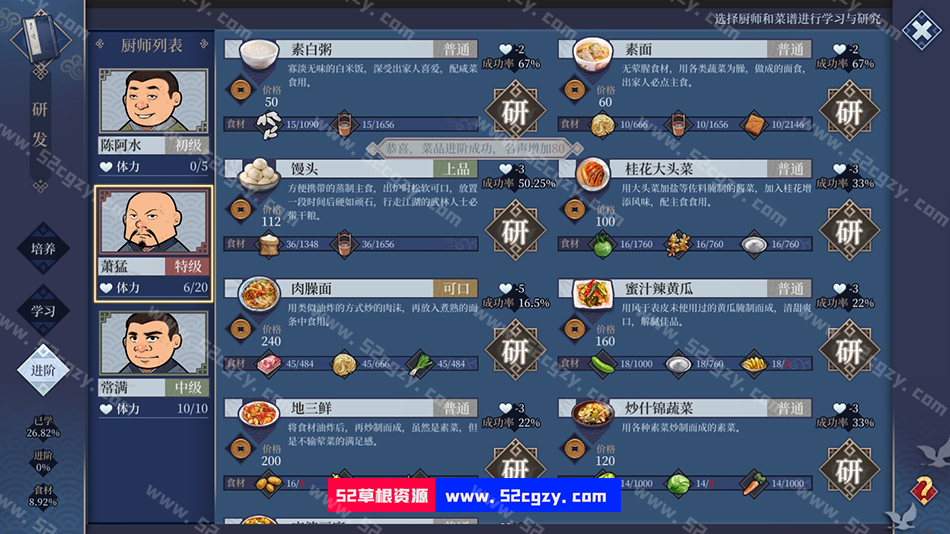 选择厨师和菜谱进行学习与研究
研
发
培养
学习
进阶
已学
26.82%
进阶
0%
食材
8.92%
厨师列表
陈阿水 初级
体力 0/5
萧猛 特级
体力 6/20
常满 中级
体力 10/10
素白粥 普通
-2
成功率 67%
寡淡无味的白米饭，深受出家人喜爱，配咸菜
食用。
价格
50
研
食材 15/1090 15/1656
素面 普通
-2
成功率 67%
无荤腥食材，用各类蔬菜为臊，做成的面食，
出家人必点主食。
价格
60
研
食材 10/666 10/1656 10/2146
恭喜，菜品进阶成功，名声增加80
馒头 上品
-3
成功率 50.25%
方便携带的蒸制主食，出炉时松软可口，放置
一段时间后硬如顽石，行走江湖的武林人士必
备干粮。
价格
112
研
食材 36/1348 36/1656
桂花大头菜 普通
-3
成功率 33%
用大头菜加盐等佐料腌制的酱菜，加入桂花增
添风味，配主食食用。
价格
100
研
食材 16/1760 16/760 16/760
肉臊面 可口
-5
成功率 16.5%
用类似油炸的方式炒的肉沫，再放入煮熟的面
条中食用。
价格
240
研
食材 45/484 45/666 45/484
蜜汁辣黄瓜 普通
-3
成功率 22%
用风干表皮未使用过的黄瓜腌制而成，清甜爽
口，解腻佳品。
价格
160
研
食材 18/1000 18/760 18/
地三鲜 普通
-3
成功率 22%
将食材油炸后，再炒制而成，虽然是素菜，但
是不输荤菜的满足感。
价格
200
研
食材 16/
炒什锦蔬菜 普通
-3
成功率 33%
用各种素菜炒制而成的素菜。
价格
120
研
14/ 14/1000
52草根资源 www.52cgzy.com
www.52cgzy.com